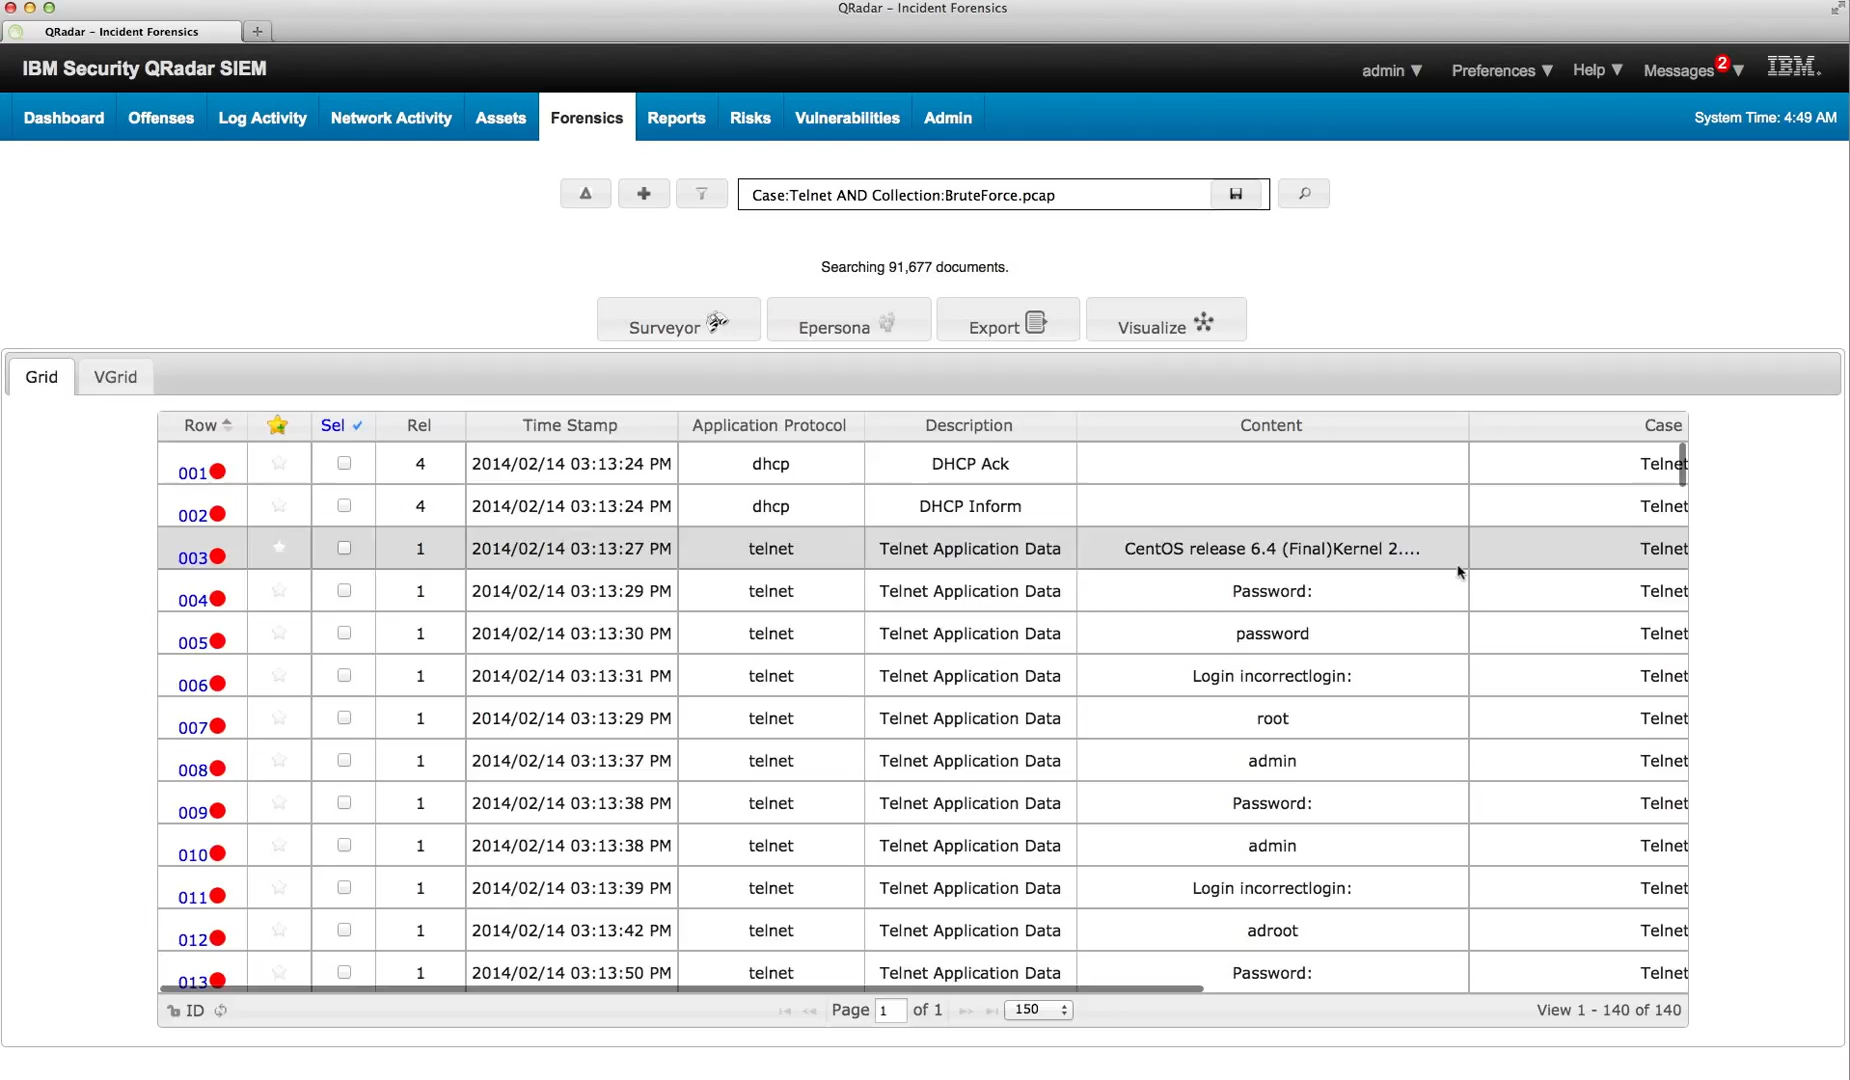 QRadar - Incident Forensics
QRadar - Incident Forensics
IBM Security QRadar SIEM
admin ▼ Preferences ▼ Help ▼ Messages 2 ▼ IBM.
Dashboard Offenses Log Activity Network Activity Assets Forensics Reports Risks Vulnerabilities Admin System Time: 4:49 AM
Case:Telnet AND Collection:BruteForce.pcap
Searching 91,677 documents.
Surveyor Epersona Export Visualize
Grid VGrid
Row Sel Rel Time Stamp Application Protocol Description Content Case
001 4 2014/02/14 03:13:24 PM dhcp DHCP Ack Telnet
002 4 2014/02/14 03:13:24 PM dhcp DHCP Inform Telnet
003 1 2014/02/14 03:13:27 PM telnet Telnet Application Data CentOS release 6.4 (Final)Kernel 2.... Telnet
004 1 2014/02/14 03:13:29 PM telnet Telnet Application Data Password: Telnet
005 1 2014/02/14 03:13:30 PM telnet Telnet Application Data password Telnet
006 1 2014/02/14 03:13:31 PM telnet Telnet Application Data Login incorrectlogin: Telnet
007 1 2014/02/14 03:13:29 PM telnet Telnet Application Data root Telnet
008 1 2014/02/14 03:13:37 PM telnet Telnet Application Data admin Telnet
009 1 2014/02/14 03:13:38 PM telnet Telnet Application Data Password: Telnet
010 1 2014/02/14 03:13:38 PM telnet Telnet Application Data admin Telnet
011 1 2014/02/14 03:13:39 PM telnet Telnet Application Data Login incorrectlogin: Telnet
012 1 2014/02/14 03:13:42 PM telnet Telnet Application Data adroot Telnet
013 1 2014/02/14 03:13:50 PM telnet Telnet Application Data Password: Telnet
ID Page 1 of 1 150 View 1 - 140 of 140